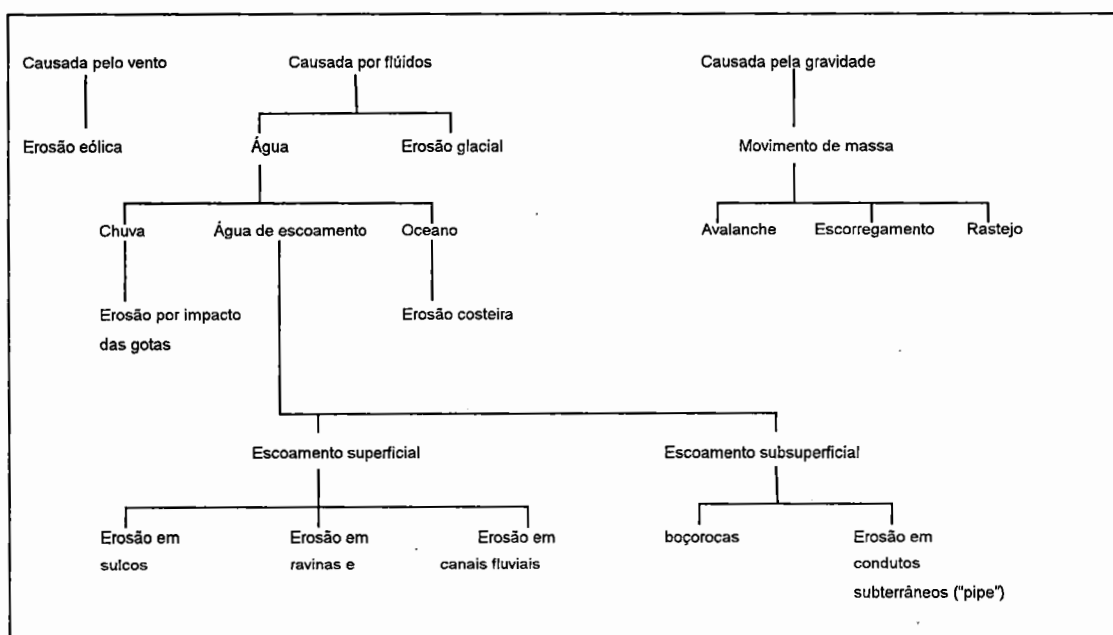 Causada pelo vento
Causada por flúidos
Causada pela gravidade
Erosão eólica
Água
Erosão glacial
Movimento de massa
Chuva
Água de escoamento
Oceano
Avalanche
Escorregamento
Rastejo
Erosão por impacto
das gotas
Erosão costeira
Escoamento superficial
Escoamento subsuperficial
Erosão em
sulcos
Erosão em
ravinas e
Erosão em
canais fluviais
boçorocas
Erosão em
condutos
subterrâneos ("pipe")